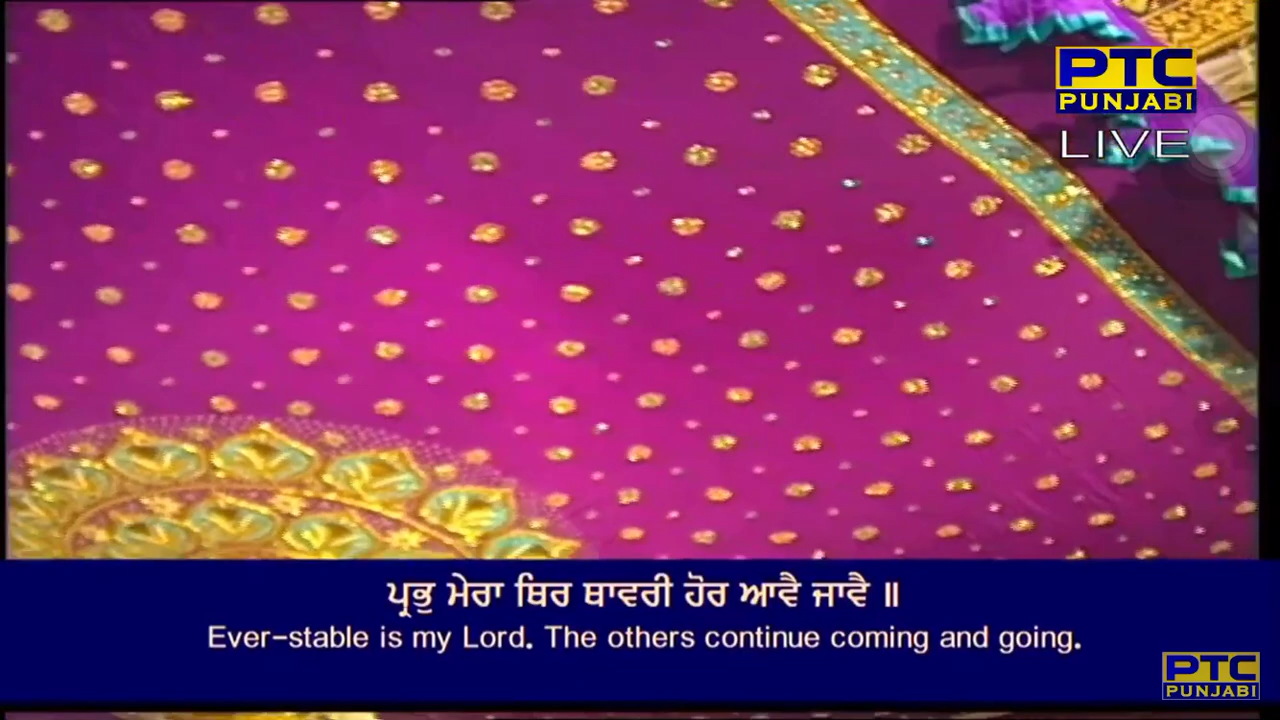 PTC
PUNJABI
LIVE
ਪ੍ਰਭੁ ਮੇਰਾ ਥਿਰ ਥਾਵਰੀ ਹੋਰ ਆਵੈ ਜਾਵੈ ॥
Ever-stable is my Lord. The others continue coming and going.
PTC
PUNJABI